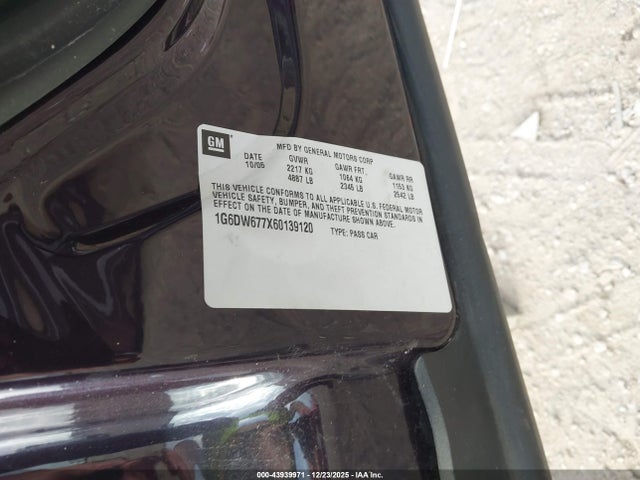 GM
MFD BY GENERAL MOTORS CORP
DATE GVWR GAWR FRT. GAWR RR
10/05 2217 KG 1064 KG 1153 KG
4887 LB 2345 LB 2542 LB
THIS VEHICLE CONFORMS TO ALL APPLICABLE U.S. FEDERAL MOTOR
VEHICLE SAFETY, BUMPER, AND THEFT PREVENTION STANDARDS IN
EFFECT ON THE DATE OF MANUFACTURE SHOWN ABOVE.
1G6DW677X60139120 TYPE: PASS CAR
000-43939971 | 12/23/2025 - IAA Inc.